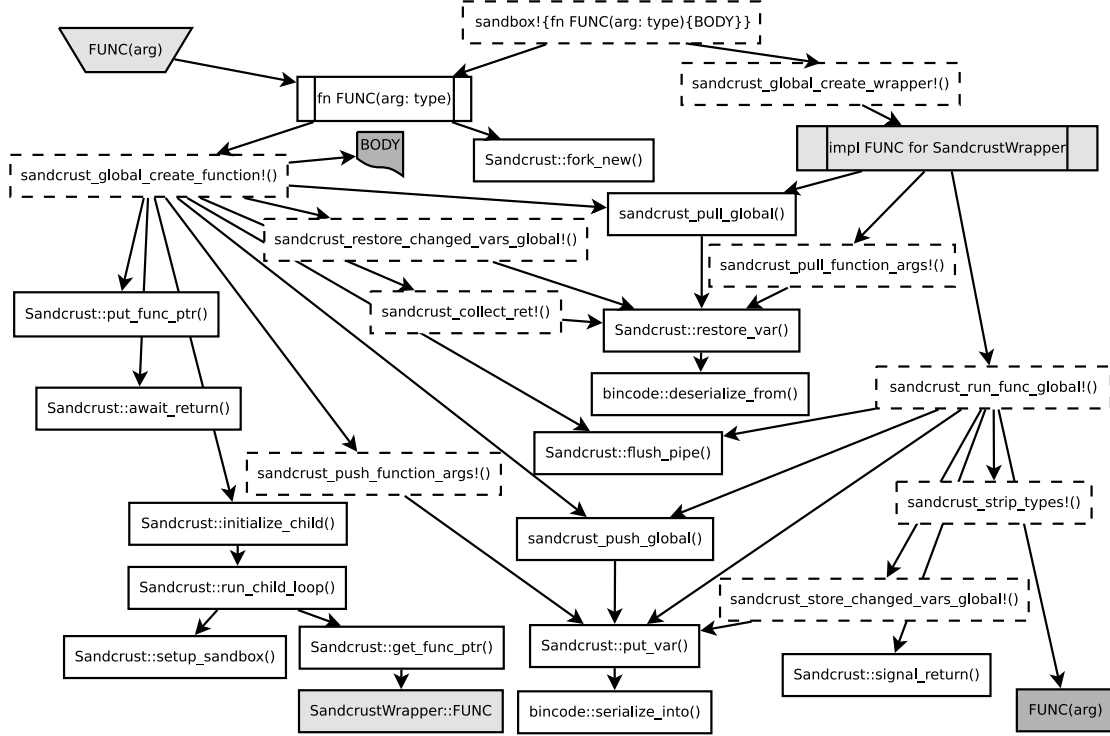 sandbox!{fn FUNC(arg: type){BODY}}
FUNC(arg)
sandcrust_global_create_wrapper!()
fn FUNC(arg: type)
BODY
impl FUNC for SandcrustWrapper
Sandcrust::fork_new()
sandcrust_global_create_function!()
sandcrust_pull_global()
sandcrust_restore_changed_vars_global!()
sandcrust_pull_function_args!()
Sandcrust::put_func_ptr()
sandcrust_collect_ret!()
Sandcrust::restore_var()
Sandcrust::await_return()
bincode::deserialize_from()
sandcrust_run_func_global!()
Sandcrust::flush_pipe()
sandcrust_push_function_args!()
sandcrust_strip_types!()
Sandcrust::initialize_child()
sandcrust_push_global()
Sandcrust::run_child_loop()
sandcrust_store_changed_vars_global!()
Sandcrust::setup_sandbox()
Sandcrust::get_func_ptr()
Sandcrust::put_var()
Sandcrust::signal_return()
SandcrustWrapper::FUNC
bincode::serialize_into()
FUNC(arg)